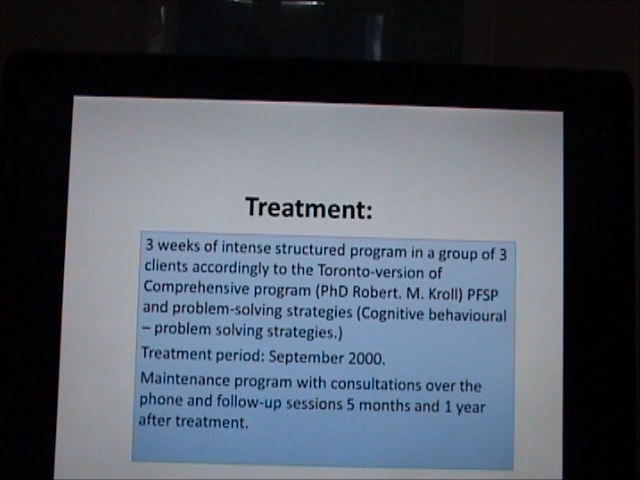 Treatment:
3 weeks of intense structured program in a group of 3
clients accordingly to the Toronto-version of
Comprehensive program (PhD Robert. M. Kroll) PFSP
and problem-solving strategies (Cognitive behavioural
– problem solving strategies.)
Treatment period: September 2000.
Maintenance program with consultations over the
phone and follow-up sessions 5 months and 1 year
after treatment.